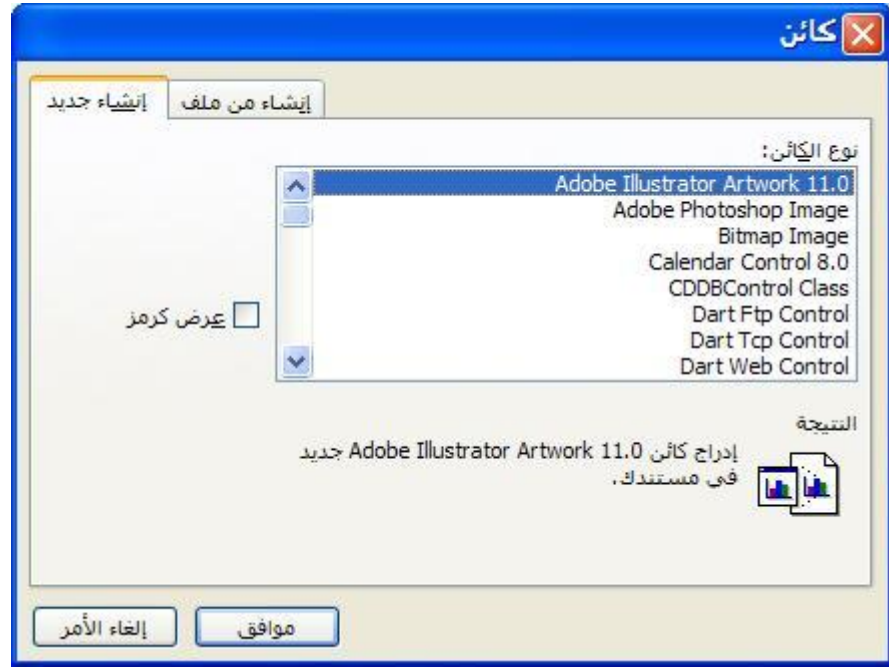 كائن
إنشاء جديد
إنشاء من ملف
نوع الكائن:
Adobe Illustrator Artwork 11.0
Adobe Photoshop Image
Bitmap Image
Calendar Control 8.0
CDDBControl Class
Dart Ftp Control
Dart Tcp Control
Dart Web Control
عرض كرمز
النتيجة
إدراج كائن Adobe Illustrator Artwork 11.0 جديد
في مستندك.
موافق
إلغاء الأمر